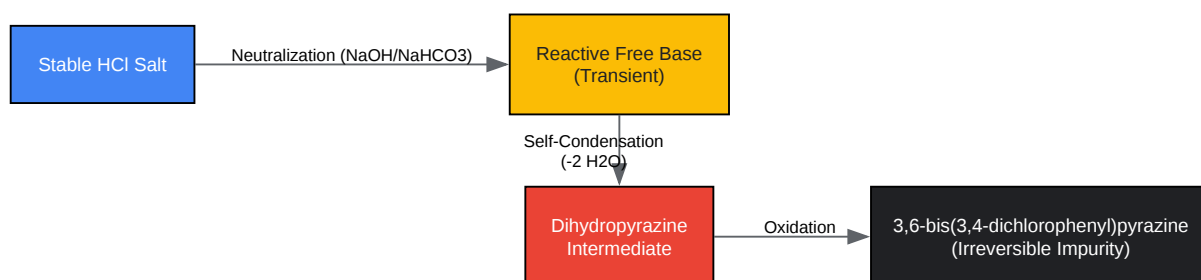 Stable HCl Salt
Neutralization (NaOH/NaHCO3)
Reactive Free Base
(Transient)
Self-Condensation
(-2 H2O)
Dihydropyrazine
Intermediate
Oxidation
3,6-bis(3,4-dichlorophenyl)pyrazine
(Irreversible Impurity)